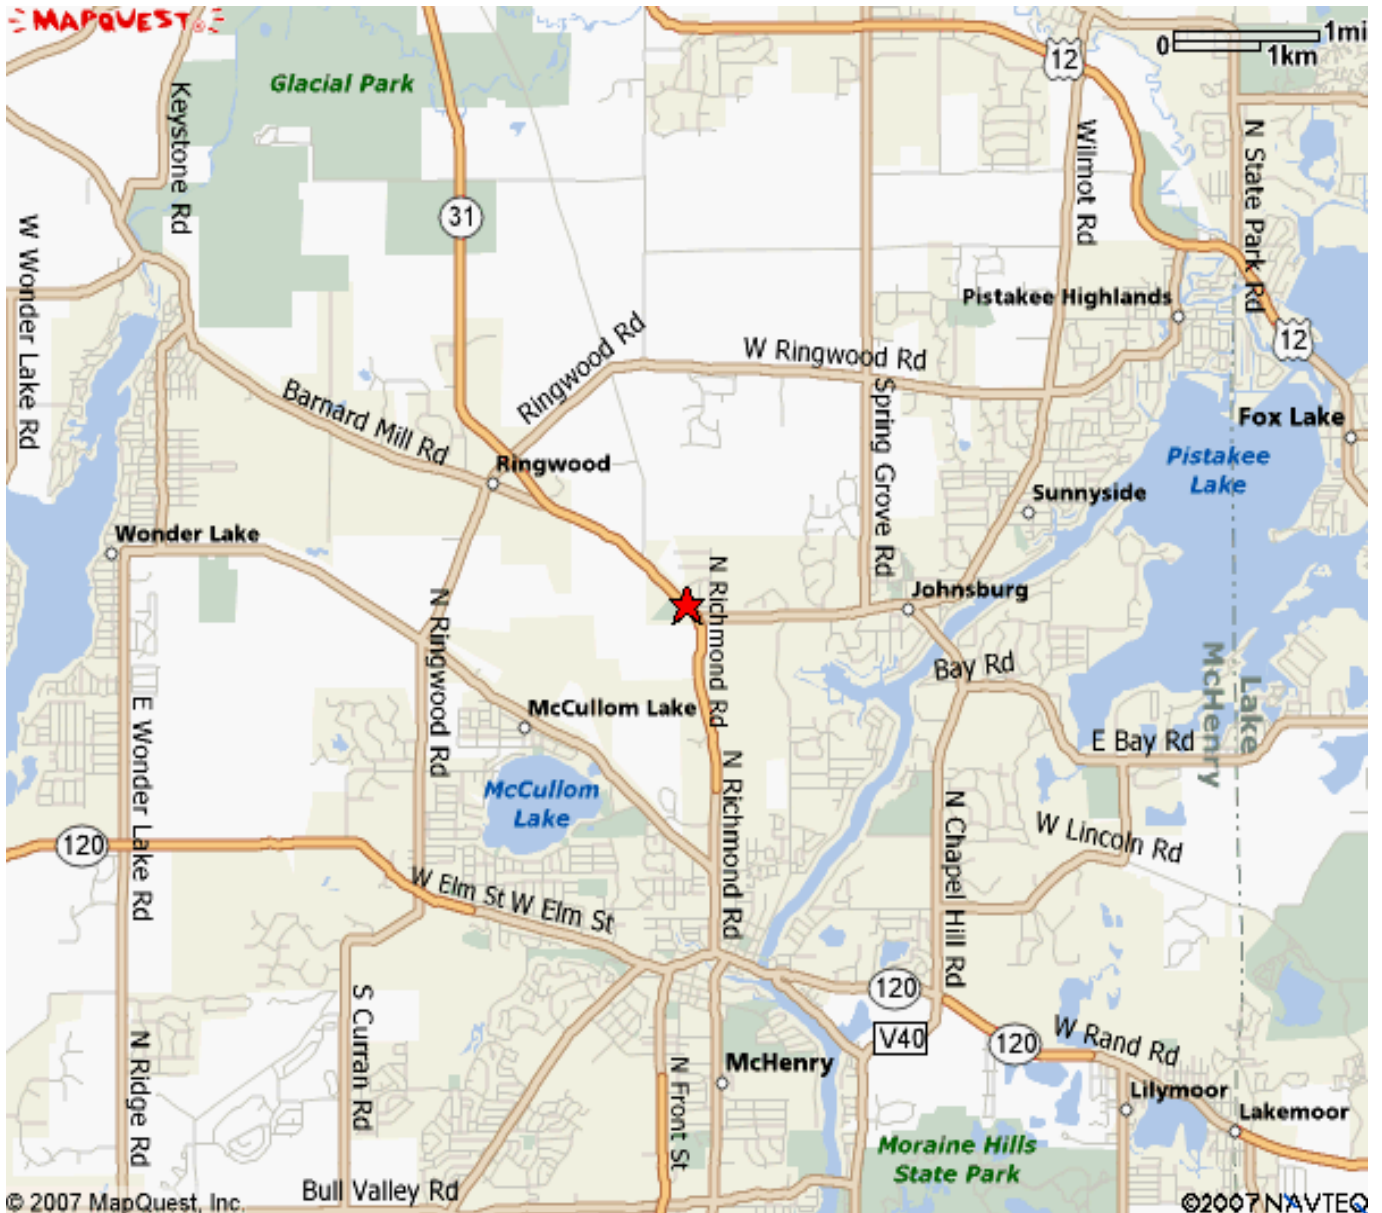 MAPQUEST
0
1mi
1km
12
Glacial Park
Keystone Rd
Wilmot Rd
N State Park Rd
31
W Wonder Lake Rd
Pistakee Highlands
12
Ringwood Rd
W Ringwood Rd
Barnard Mill Rd
Spring Grove Rd
Fox Lake
Ringwood
Pistakee
Lake
Sunnyside
Wonder Lake
N Richmond Rd
Johnsburg
N Ringwood Rd
Bay Rd
McHenry
Lake
E Wonder Lake Rd
McCullom Lake
E Bay Rd
N Richmond Rd
McCullom
Lake
N Chapel Hill Rd
W Lincoln Rd
120
W Elm St W Elm St
120
S Curran Rd
V40
120
W Rand Rd
N Ridge Rd
N Front St
McHenry
Lilymoor
Lakemoor
Moraine Hills
State Park
Bull Valley Rd
© 2007 MapQuest, Inc.
©2007 NAVTEQ